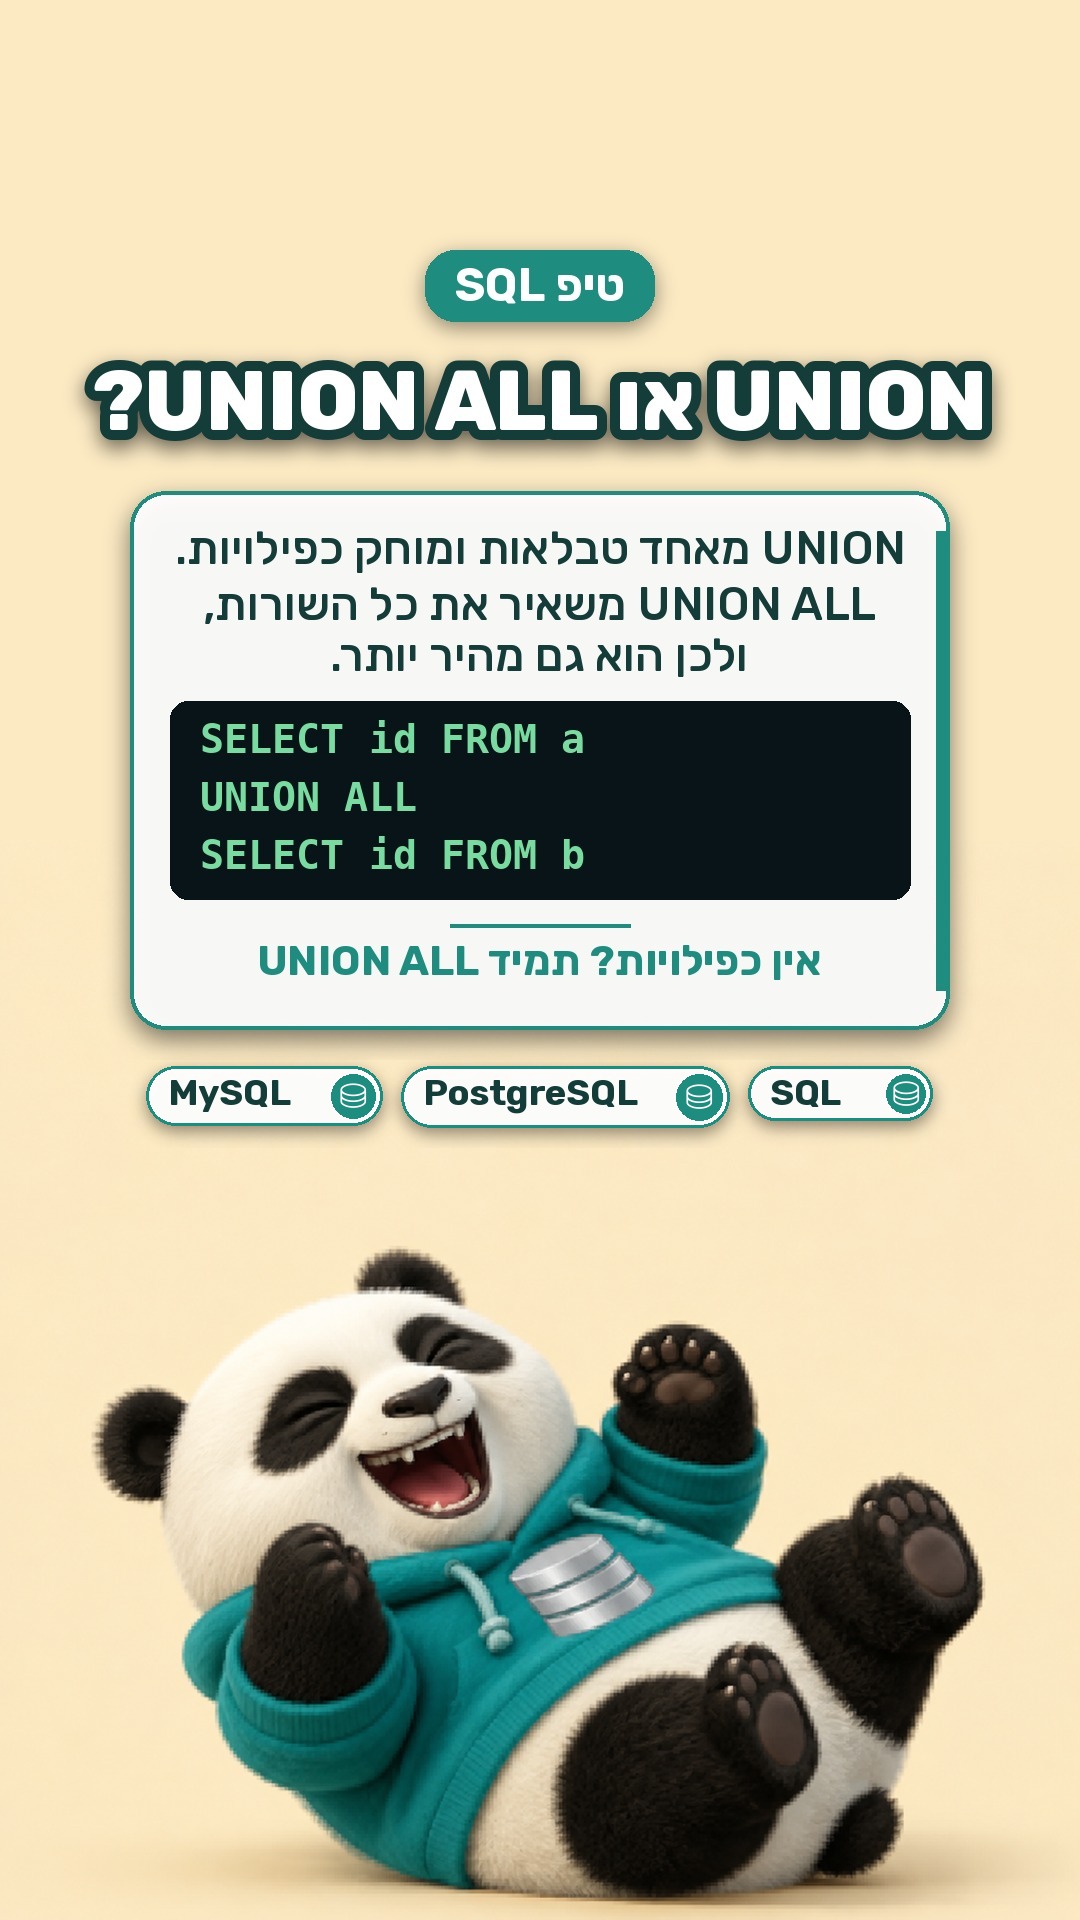 טיפ SQL
UNION או UNION ALL?
UNION מאחד טבלאות ומוחק כפילויות.
UNION ALL משאיר את כל השורות,
ולכן הוא גם מהיר יותר.
SELECT id FROM a
UNION ALL
SELECT id FROM b
אין כפילויות? תמיד UNION ALL
MySQL PostgreSQL SQL